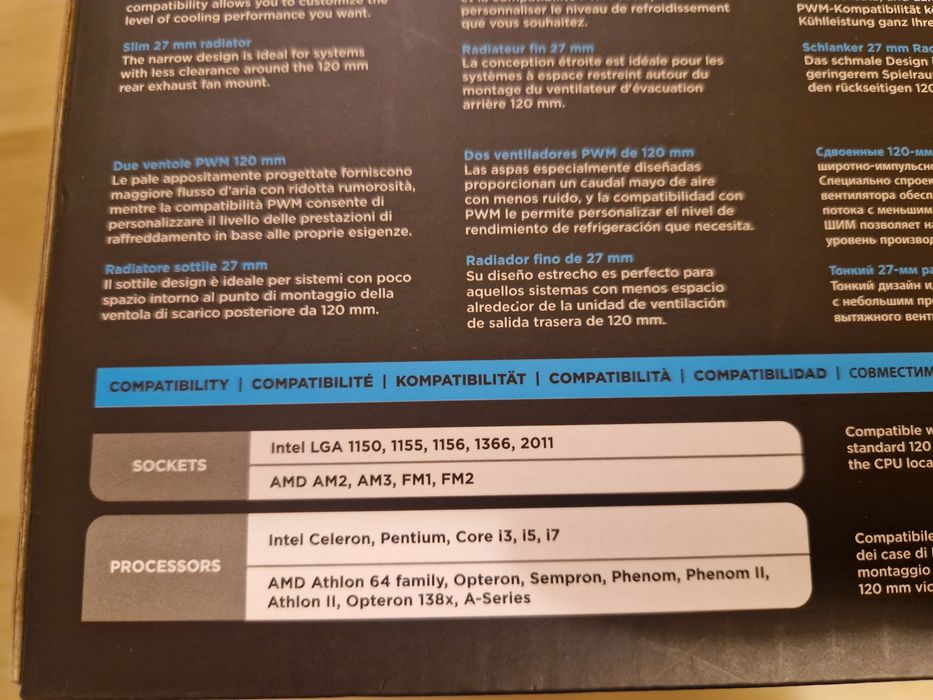 compatibility allows you to customize the
level of cooling performance you want.
Slim 27 mm radiator
The narrow design is ideal for systems
with less clearance around the 120 mm
rear exhaust fan mount.
personnaliser le niveau de refroidissement
que vous souhaitez.
Radiateur fin 27 mm
La conception étroite est idéale pour les
systèmes à espace restreint autour du
montage du ventilateur d'évacuation
arrière 120 mm.
PWM-Kompatibilität
Kühlleistung ganz Ihre
Schlanker 27 mm
Das schmale Design
geringerem
den rückseitigen 120
Due ventole PWM 120 mm
Le pale appositamente progettate forniscono
maggiore flusso d'aria con ridotta rumorosità,
mentre la compatibilità PWM consente di
personalizzare il livello delle prestazioni di
raffreddamento in base alle proprie esigenze.
Radiatore sottile 27 mm
Il sottile design è ideale per sistemi con poco
spazio intorno al punto di montaggio della
ventola di scarico posteriore da 120 mm.
Dos ventiladores PWM de 120 mm
Las aspas especialmente diseñadas
proporcionan un caudal mayo de aire
con menos ruido, y la compatibilidad con
PWM le permite personalizar el nivel de
rendimiento de refrigeración que necesita.
Radiador fino de 27 mm
Su diseño estrecho es perfecto para
aquellos sistemas con menos espacio
alrededor de la unidad de ventilación
de salida trasera de 120 mm.
Сдвоенные 120-мм
широтно-импульсно
Специально
вентилятора
потока с меньшим
ШИМ позволяет
уровень
Тонкий 27-мм
Тонкий дизайн
с небольшим
вытяжного
COMPATIBILITY | COMPATIBILITÉ | KOMPATIBILITÄT | COMPATIBILITÀ | COMPATIBILIDAD | СОВМЕСТИМ
SOCKETS
Intel LGA 1150, 1155, 1156, 1366, 2011
AMD AM2, AM3, FM1, FM2
PROCESSORS
Intel Celeron, Pentium, Core i3, i5, i7
AMD Athlon 64 family, Opteron, Sempron, Phenom, Phenom II,
Athlon II, Opteron 138x, A-Series
Compatible
standard 120
the CPU
Compatibile
dei case di
montaggio
120 mm